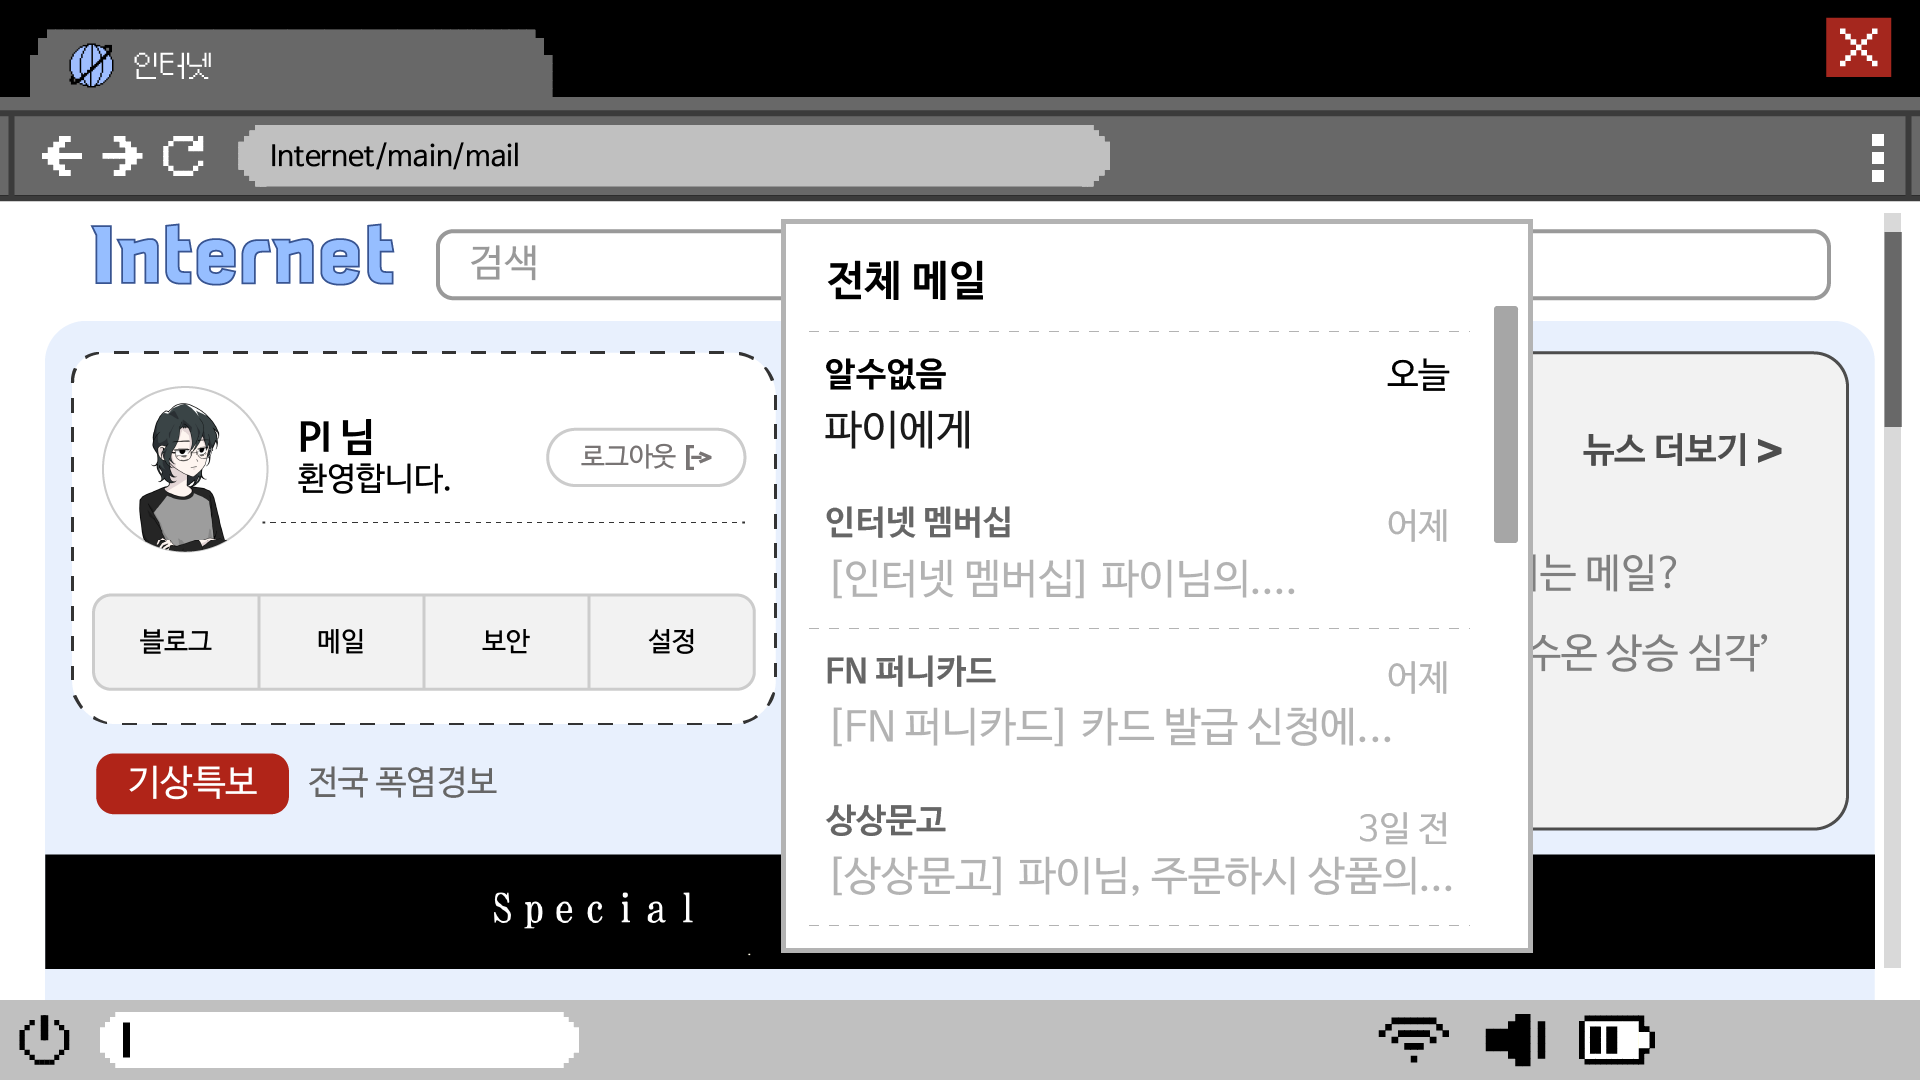 인터넷
Internet/main/mail
Internet
검색
PI 님
환영합니다.
로그아웃
블로그
메일
보안
설정
기상특보
전국 폭염경보
Special
전체 메일
알수없음
오늘
파이에게
인터넷 멤버십
어제
[인터넷 멤버십] 파이님의....
FN 퍼니카드
어제
[FN 퍼니카드] 카드 발급 신청에...
상상문고
3일 전
[상상문고] 파이님, 주문하시 상품의...
뉴스 더보기 >
는 메일?
수온 상승 심각’